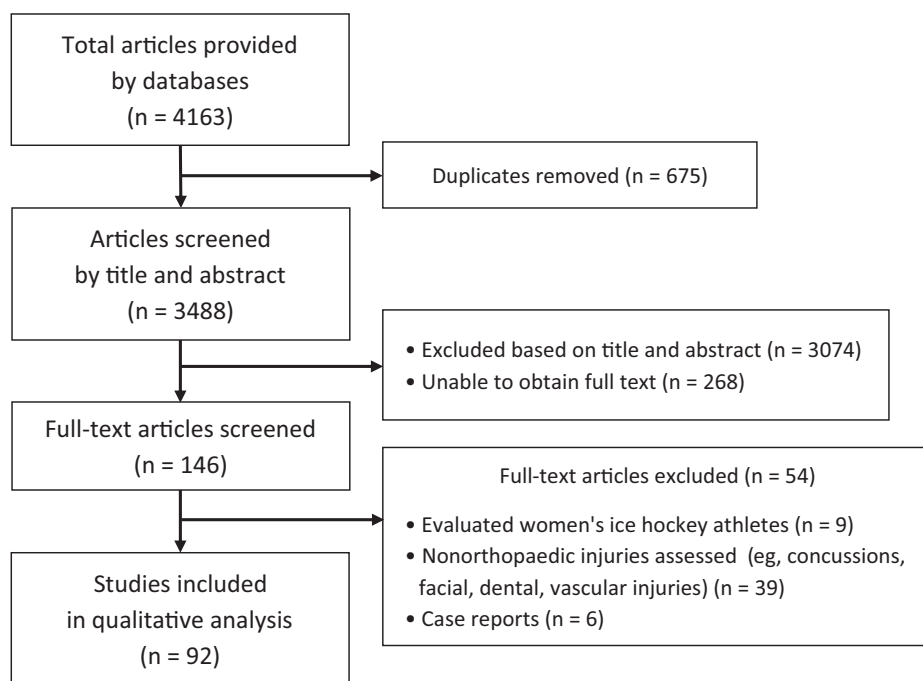 Total articles provided
by databases
(n = 4163)
Duplicates removed (n = 675)
Articles screened
by title and abstract
(n = 3488)
• Excluded based on title and abstract (n = 3074)
• Unable to obtain full text (n = 268)
Full-text articles screened
(n = 146)
Full-text articles excluded (n = 54)
• Evaluated women's ice hockey athletes (n = 9)
• Nonorthopaedic injuries assessed (eg, concussions,
facial, dental, vascular injuries) (n = 39)
• Case reports (n = 6)
Studies included
in qualitative analysis
(n = 92)